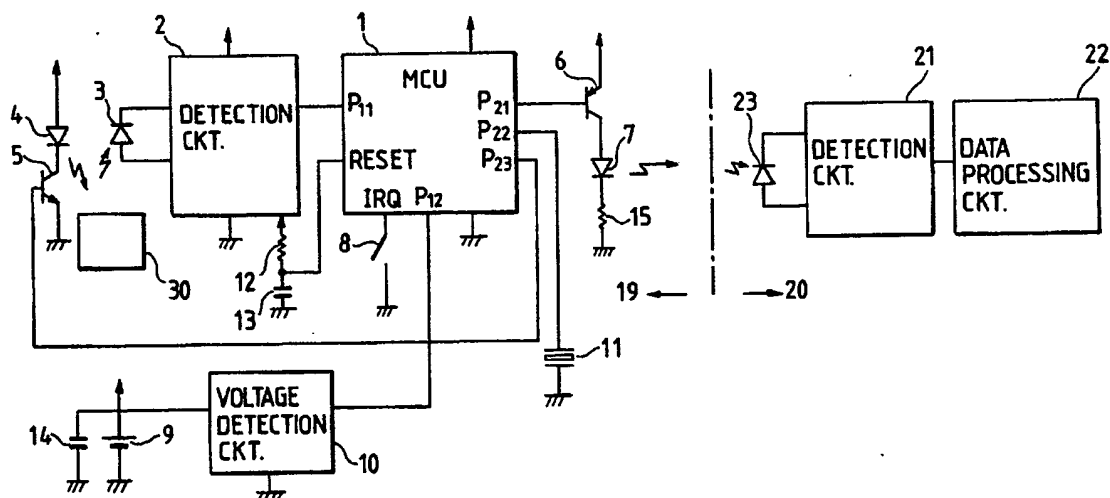 2
1
6
21
22
4
3
DETECTION
CKT.
P11
MCU
P21
P22
P23
RESET
IRQ P12
5
7
23
DETECTION
CKT.
DATA
PROCESSING
CKT.
15
8
12
13
30
19
20
11
VOLTAGE
DETECTION
CKT.
14
9
10